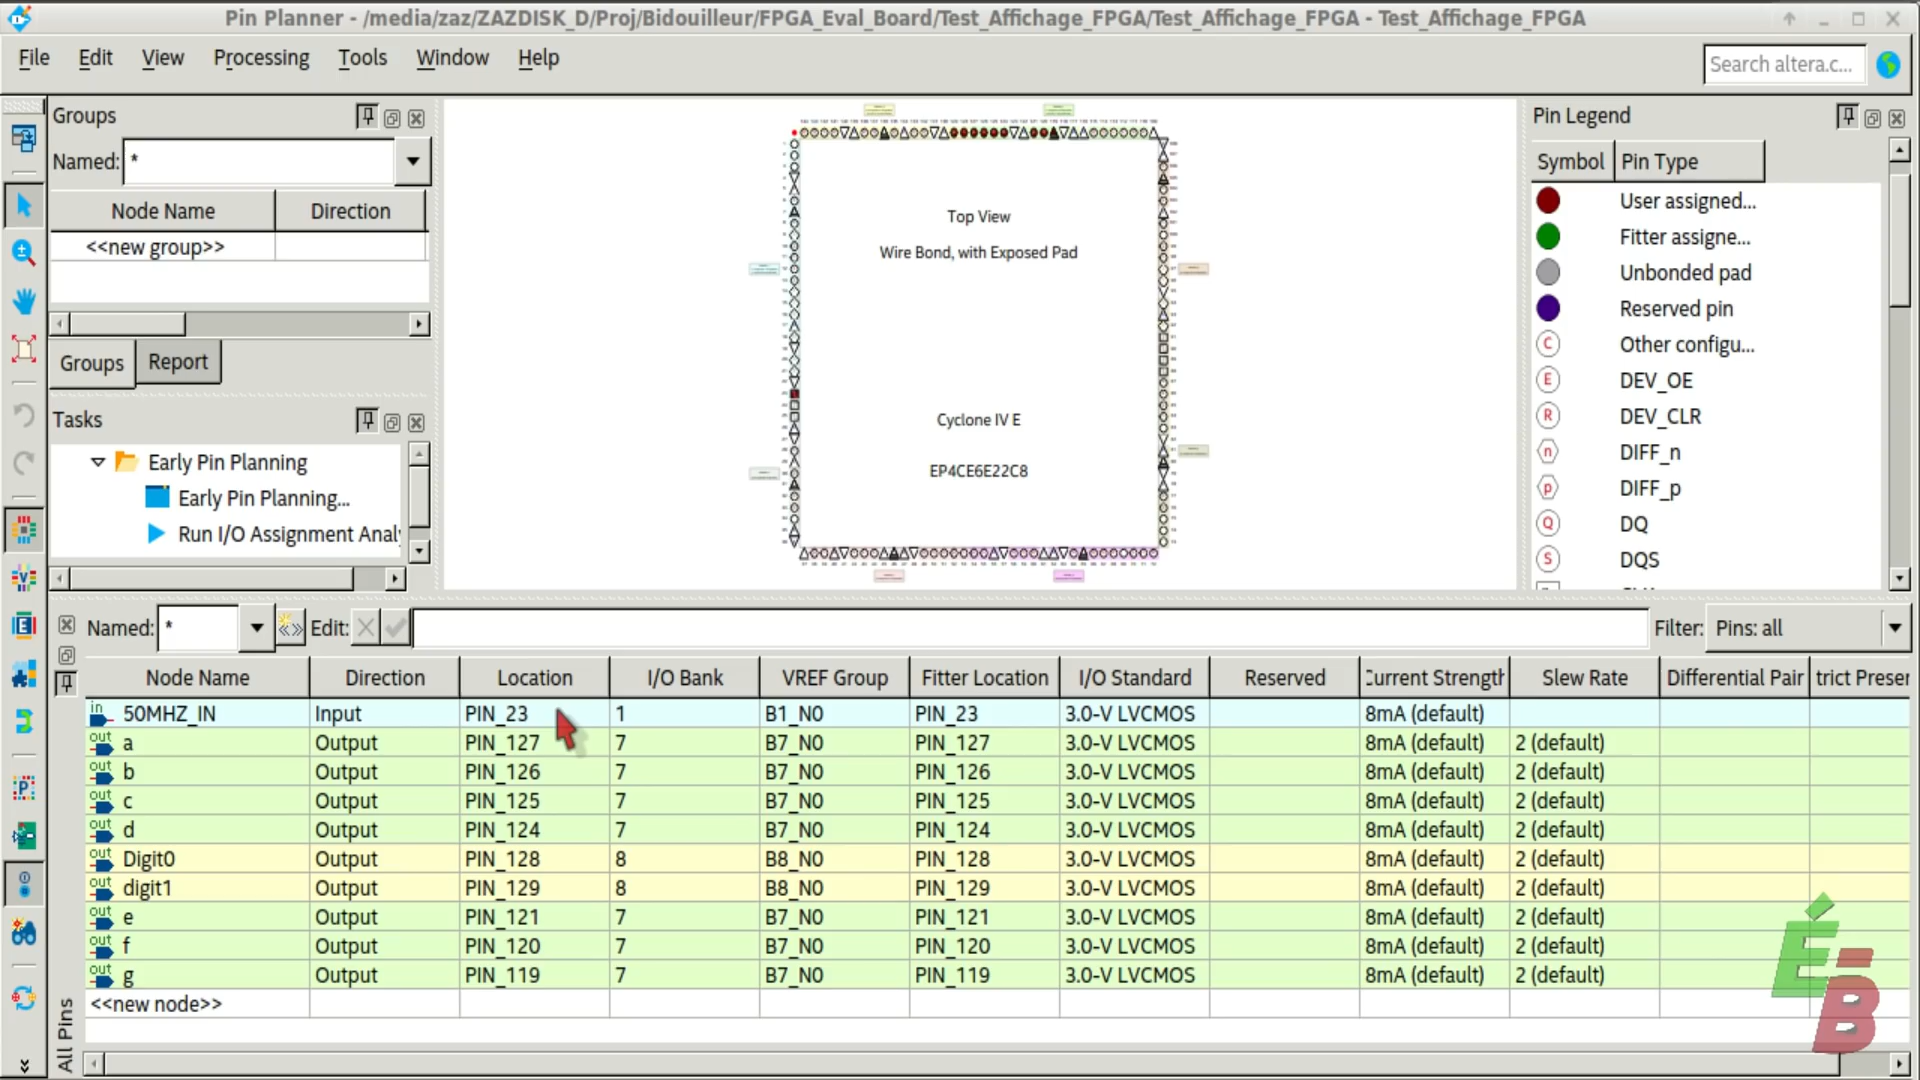 Pin Planner - /media/zaz/ZAZDISK_D/Proj/Bidouilleur/FPGA_Eval_Board/Test_Affichage_FPGA/Test_Affichage_FPGA - Test_Affichage_FPGA
File Edit View Processing Tools Window Help
Search altera.c...
Groups
Named: *
Node Name Direction
<<new group>>
Groups Report
Tasks
Early Pin Planning
Early Pin Planning...
Run I/O Assignment Anal
Top View
Wire Bond, with Exposed Pad
Cyclone IV E
EP4CE6E22C8
Pin Legend
Symbol Pin Type
User assigned...
Fitter assigne...
Unbonded pad
Reserved pin
C Other configu...
E DEV_OE
R DEV_CLR
n DIFF_n
p DIFF_p
Q DQ
S DQS
Named: * Edit: Filter: Pins: all
Node Name Direction Location I/O Bank VREF Group Fitter Location I/O Standard Reserved Current Strength Slew Rate Differential Pair trict Preser
in 50MHZ_IN Input PIN_23 1 B1_N0 PIN_23 3.0-V LVCMOS 8mA (default)
out a Output PIN_127 7 B7_N0 PIN_127 3.0-V LVCMOS 8mA (default) 2 (default)
out b Output PIN_126 7 B7_N0 PIN_126 3.0-V LVCMOS 8mA (default) 2 (default)
out c Output PIN_125 7 B7_N0 PIN_125 3.0-V LVCMOS 8mA (default) 2 (default)
out d Output PIN_124 7 B7_N0 PIN_124 3.0-V LVCMOS 8mA (default) 2 (default)
out Digit0 Output PIN_128 8 B8_N0 PIN_128 3.0-V LVCMOS 8mA (default) 2 (default)
out digit1 Output PIN_129 8 B8_N0 PIN_129 3.0-V LVCMOS 8mA (default) 2 (default)
out e Output PIN_121 7 B7_N0 PIN_121 3.0-V LVCMOS 8mA (default) 2 (default)
out f Output PIN_120 7 B7_N0 PIN_120 3.0-V LVCMOS 8mA (default) 2 (default)
out g Output PIN_119 7 B7_N0 PIN_119 3.0-V LVCMOS 8mA (default) 2 (default)
<<new node>>
All Pins
ÉB